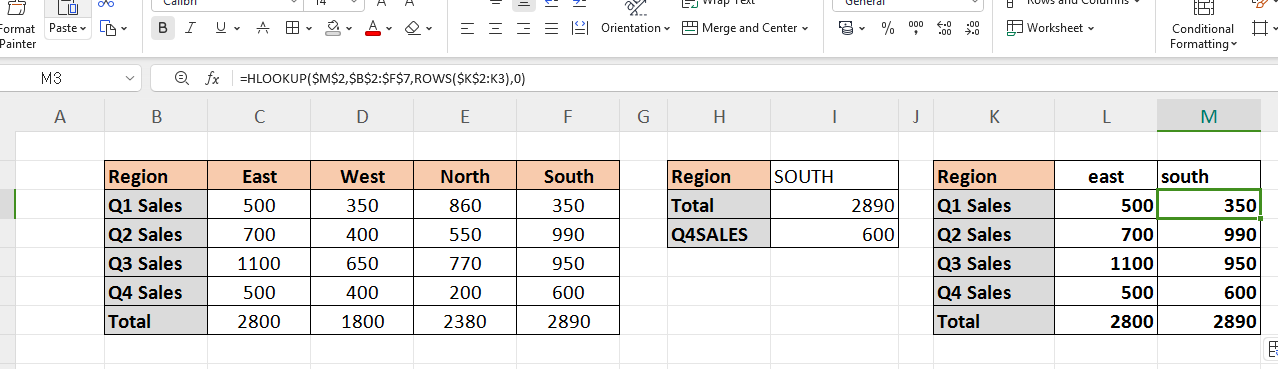 Calibri 14 A A Wrap Text General Rows and Columns
Format Painter Paste B I U A Orientation Merge and Center % 000 Worksheet Conditional Formatting
M3 fx =HLOOKUP($M$2,$B$2:$F$7,ROWS($K$2:K3),0)
A B C D E F G H I J K L M
Region East West North South Region SOUTH Region east south
Q1 Sales 500 350 860 350 Total 2890 Q1 Sales 500 350
Q2 Sales 700 400 550 990 Q4SALES 600 Q2 Sales 700 990
Q3 Sales 1100 650 770 950 Q3 Sales 1100 950
Q4 Sales 500 400 200 600 Q4 Sales 500 600
Total 2800 1800 2380 2890 Total 2800 2890